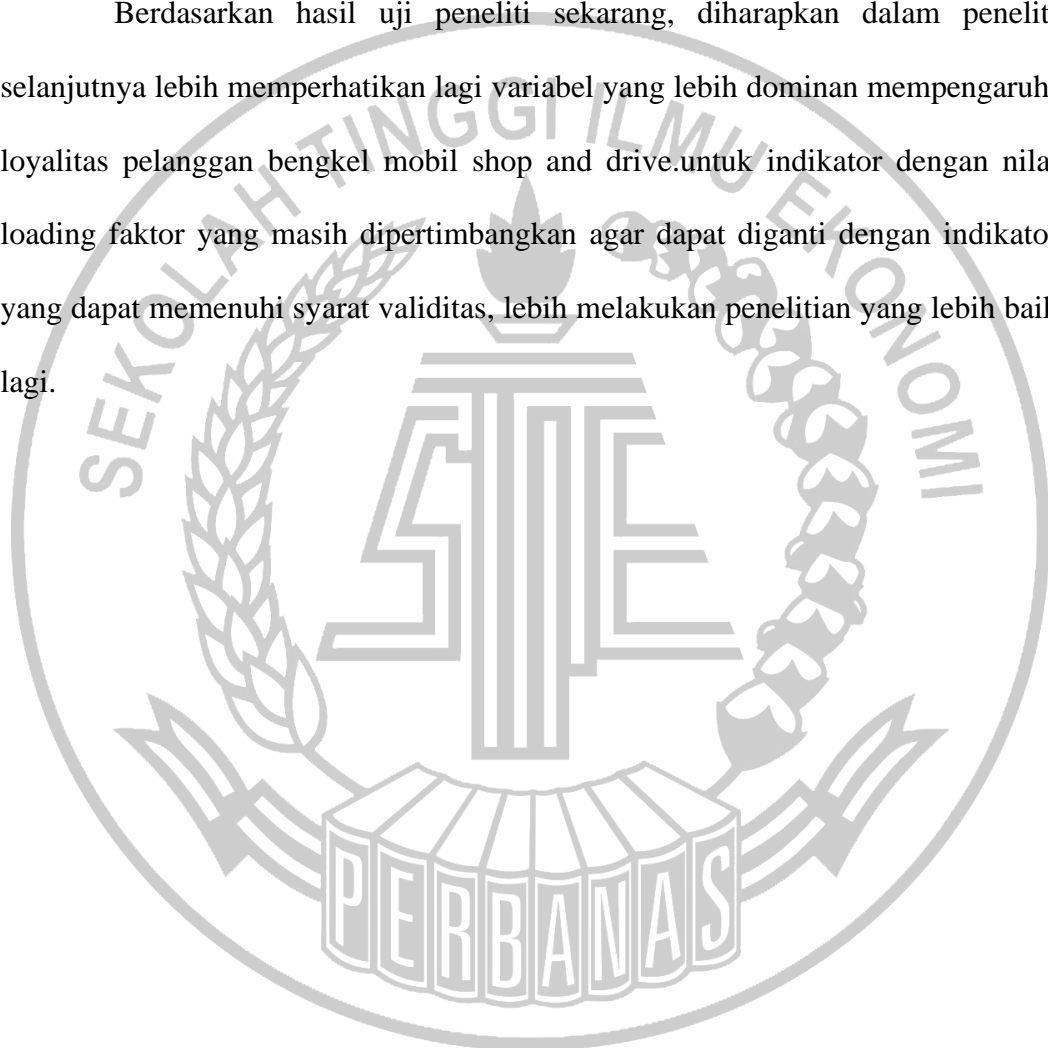 Berdasarkan hasil uji peneliti sekarang, diharapkan dalam penelit
selanjutnya lebih memperhatikan lagi variabel yang lebih dominan mempengaruh
loyalitas pelanggan bengkel mobil shop and drive.untuk indikator dengan nila
loading faktor yang masih dipertimbangkan agar dapat diganti dengan indikato
yang dapat memenuhi syarat validitas, lebih melakukan penelitian yang lebih bail
lagi.
SEKOLAH TINGGI ILMU EKONOMI
STIE
PERBANAS